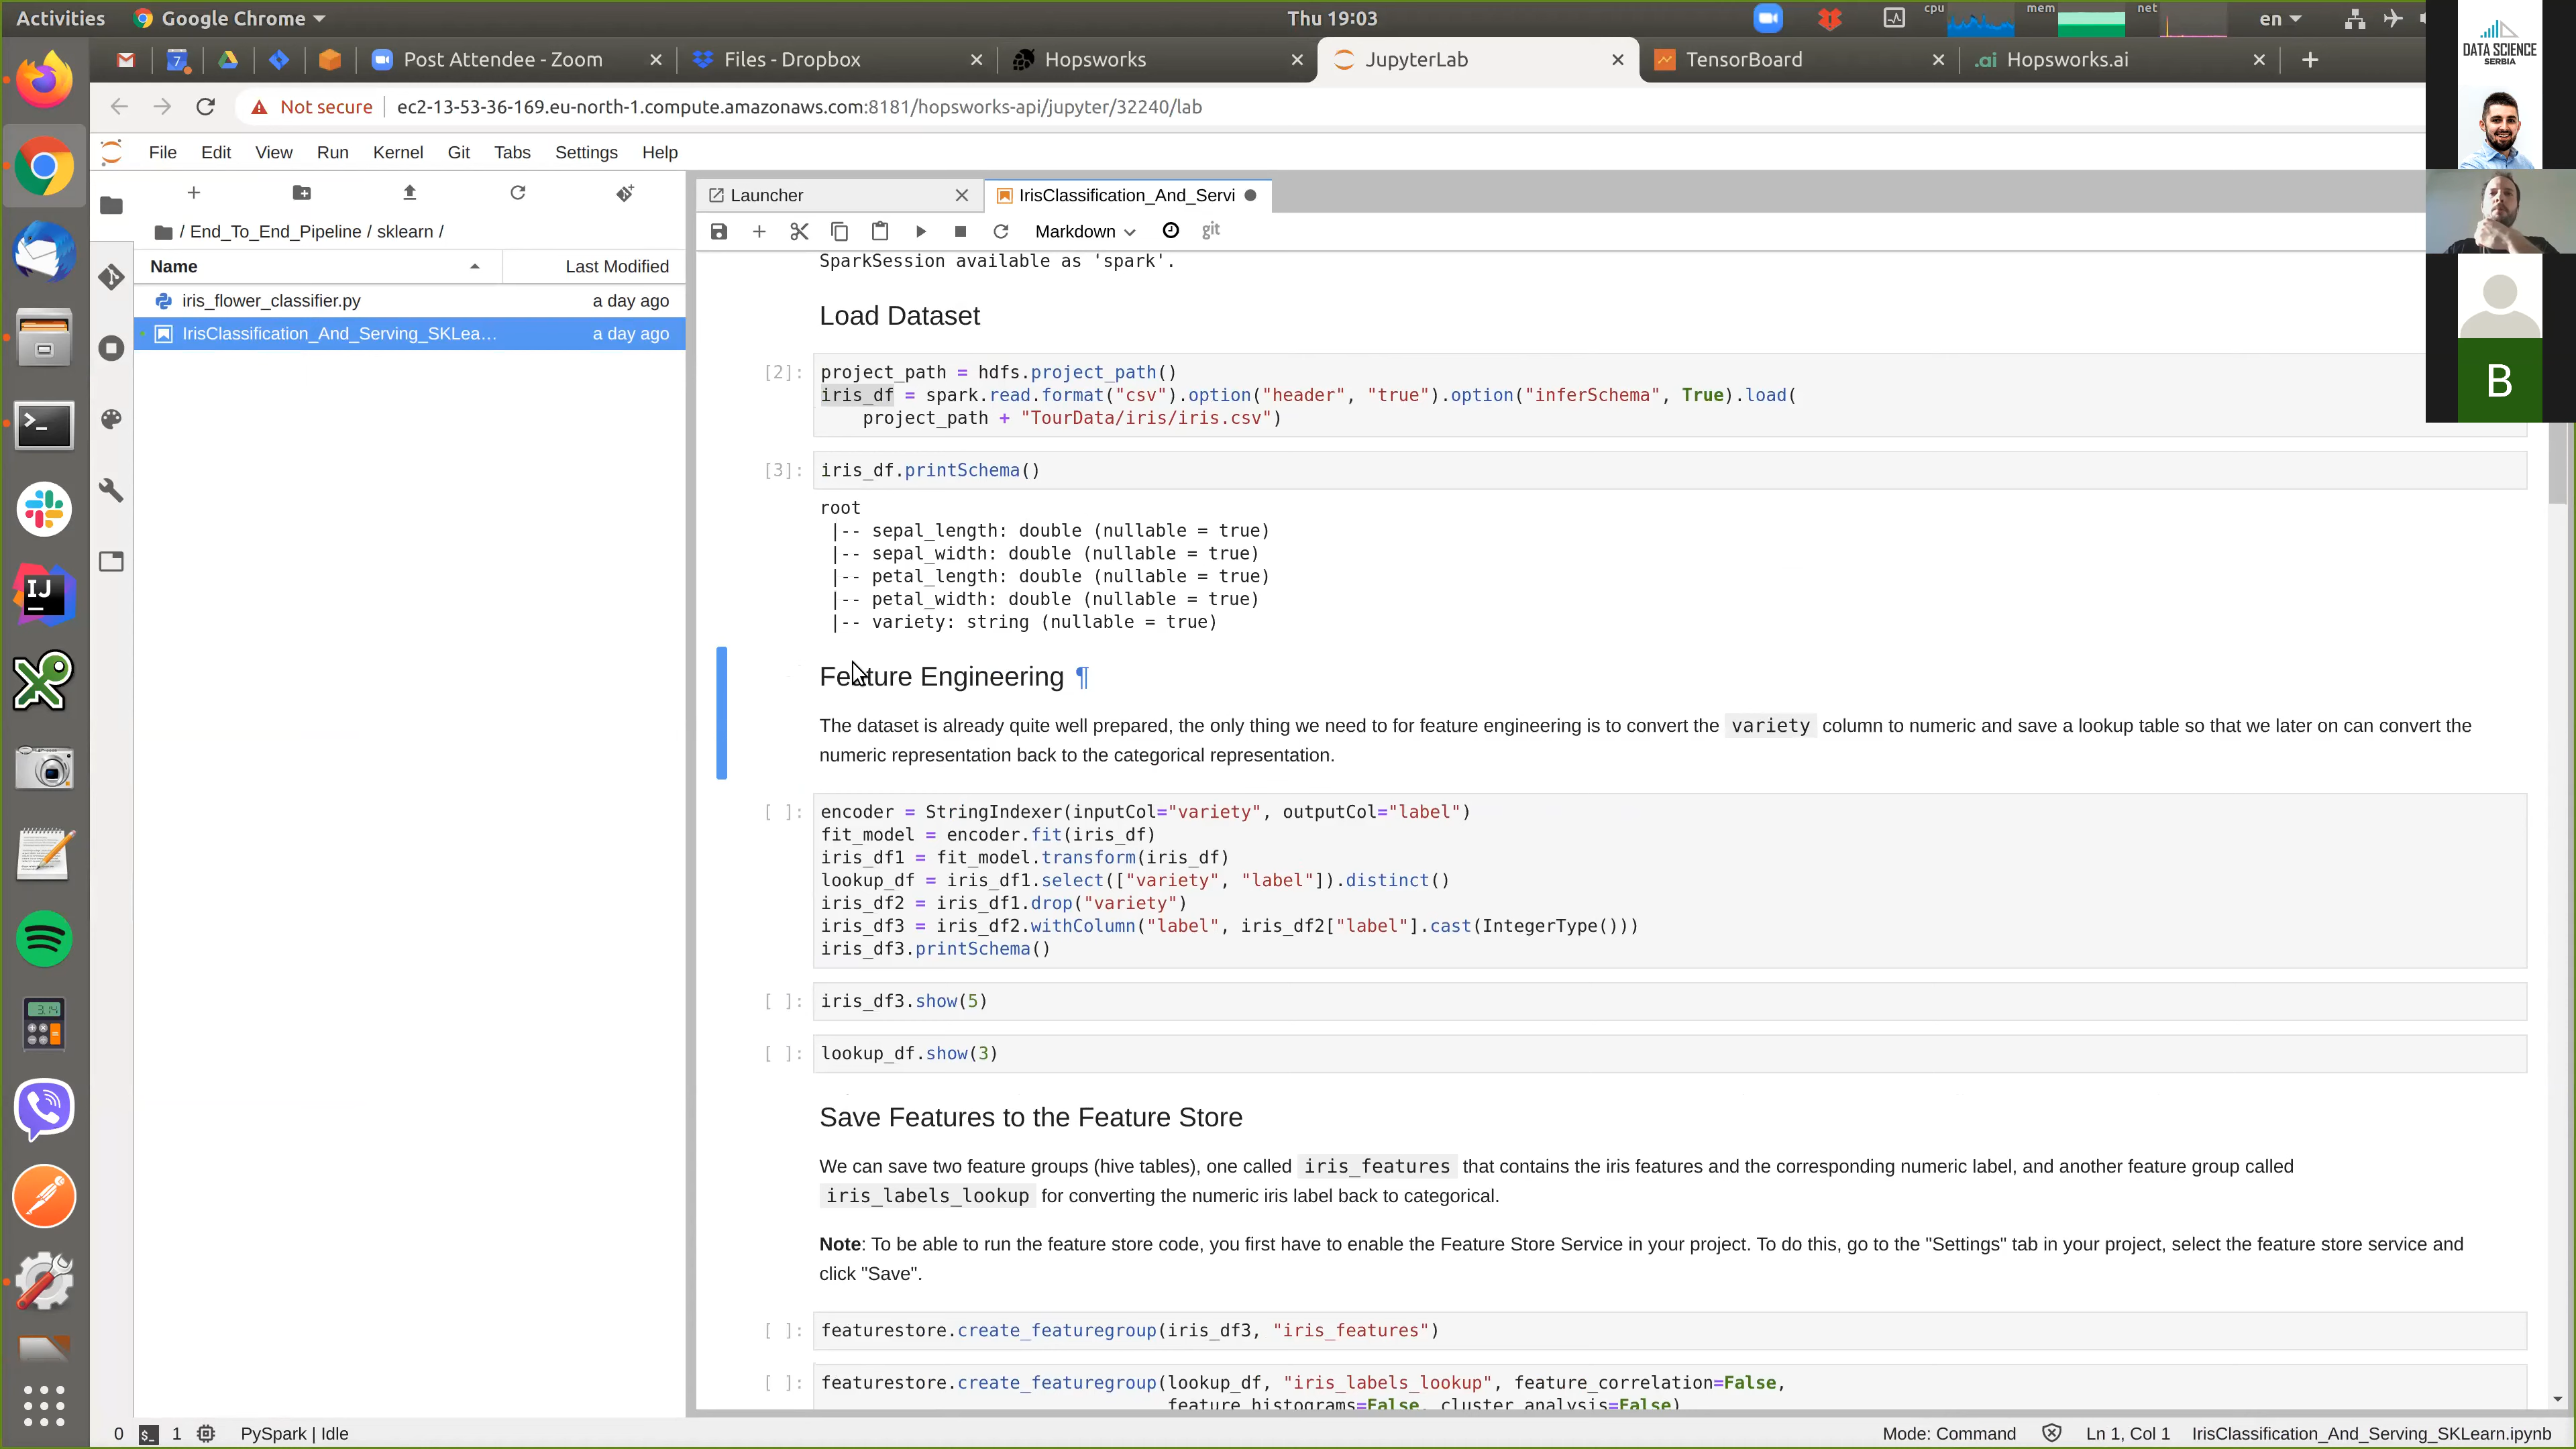 Activities Google Chrome Thu 19:03 cpu mem net en
Post Attendee - Zoom Files - Dropbox Hopsworks JupyterLab TensorBoard .ai Hopsworks.ai
Not secure ec2-13-53-36-169.eu-north-1.compute.amazonaws.com:8181/hopsworks-api/jupyter/32240/lab
DATA SCIENCE
SERBIA
File Edit View Run Kernel Git Tabs Settings Help
Launcher IrisClassification_And_Servi
/ End_To_End_Pipeline / sklearn /
Markdown git
Name Last Modified
iris_flower_classifier.py a day ago
IrisClassification_And_Serving_SKLea... a day ago
SparkSession available as 'spark'.
Load Dataset
[2]: project_path = hdfs.project_path()
iris_df = spark.read.format("csv").option("header", "true").option("inferSchema", True).load(
project_path + "TourData/iris/iris.csv")
[3]: iris_df.printSchema()
root
|-- sepal_length: double (nullable = true)
|-- sepal_width: double (nullable = true)
|-- petal_length: double (nullable = true)
|-- petal_width: double (nullable = true)
|-- variety: string (nullable = true)
Feature Engineering ¶
The dataset is already quite well prepared, the only thing we need to for feature engineering is to convert the variety column to numeric and save a lookup table so that we later on can convert the
numeric representation back to the categorical representation.
[ ]: encoder = StringIndexer(inputCol="variety", outputCol="label")
fit_model = encoder.fit(iris_df)
iris_df1 = fit_model.transform(iris_df)
lookup_df = iris_df1.select(["variety", "label"]).distinct()
iris_df2 = iris_df1.drop("variety")
iris_df3 = iris_df2.withColumn("label", iris_df2["label"].cast(IntegerType()))
iris_df3.printSchema()
[ ]: iris_df3.show(5)
[ ]: lookup_df.show(3)
Save Features to the Feature Store
We can save two feature groups (hive tables), one called iris_features that contains the iris features and the corresponding numeric label, and another feature group called
iris_labels_lookup for converting the numeric iris label back to categorical.
Note: To be able to run the feature store code, you first have to enable the Feature Store Service in your project. To do this, go to the "Settings" tab in your project, select the feature store service and
click "Save".
[ ]: featurestore.create_featuregroup(iris_df3, "iris_features")
[ ]: featurestore.create_featuregroup(lookup_df, "iris_labels_lookup", feature_correlation=False,
feature_histograms=False, cluster_analysis=False)
0 1 PySpark | Idle Mode: Command Ln 1, Col 1 IrisClassification_And_Serving_SKLearn.ipynb
B
IJ
3.14
7